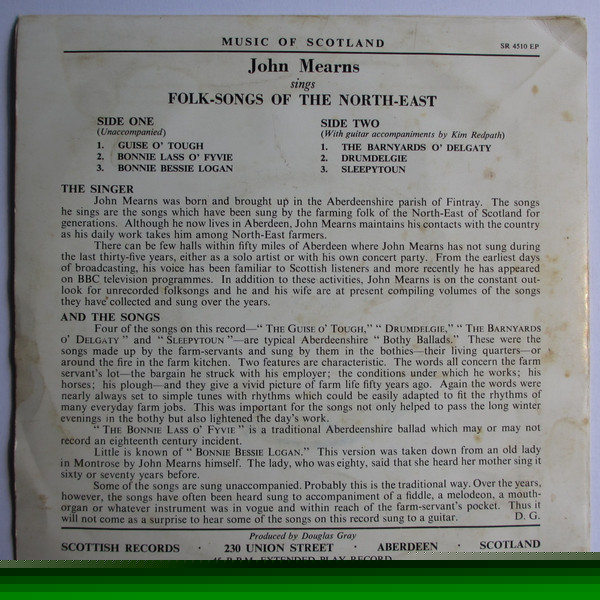 MUSIC OF SCOTLAND
SR 4510 EP
John Mearns
sings
FOLK-SONGS OF THE NORTH-EAST
SIDE ONE
(Unaccompanied)
1. GUISE O' TOUGH
2. BONNIE LASS O' FYVIE
3. BONNIE BESSIE LOGAN
SIDE TWO
(With guitar accompaniments by Kim Redpath)
1. THE BARNYARDS O' DELGATY
2. DRUMDELGIE
3. SLEEPYTOUN
THE SINGER
John Mearns was born and brought up in the Aberdeenshire parish of Fintray. The songs
he sings are the songs which have been sung by the farming folk of the North-East of Scotland for
generations. Although he now lives in Aberdeen, John Mearns maintains his contacts with the country
as his daily work takes him among North-East farmers.
There can be few halls within fifty miles of Aberdeen where John Mearns has not sung during
the last thirty-five years, either as a solo artist or with his own concert party. From the earliest days
of broadcasting, his voice has been familiar to Scottish listeners and more recently he has appeared
on BBC television programmes. In addition to these activities, John Mearns is on the constant out-
look for unrecorded folksongs and he and his wife are at present compiling volumes of the songs
they have collected and sung over the years.
AND THE SONGS
Four of the songs on this record—" THE GUISE O' TOUGH," " DRUMDELGIE," " THE BARNYARDS
O' DELGATY " and " SLEEPYTOUN "—are typical Aberdeenshire " Bothy Ballads." These were the
songs made up by the farm-servants and sung by them in the bothies—their living quarters—or
around the fire in the farm kitchen. Two features are characteristic. The words all concern the farm
servant's lot—the bargain he struck with his employer; the conditions under which he works; his
horses; his plough—and they give a vivid picture of farm life fifty years ago. Again the words were
nearly always set to simple tunes with rhythms which could be easily adapted to fit the rhythms of
many everyday farm jobs. This was important for the songs not only helped to pass the long winter
evenings in the bothy but also lightened the day's work.
" THE BONNIE LASS O' FYVIE " is a traditional Aberdeenshire ballad which may or may not
record an eighteenth century incident.
Little is known of " BONNIE BESSIE LOGAN." This version was taken down from an old lady
in Montrose by John Mearns himself. The lady, who was eighty, said that she heard her mother sing it
sixty or seventy years before.
Some of the songs are sung unaccompanied. Probably this is the traditional way. Over the years,
however, the songs have often been heard sung to accompaniment of a fiddle, a melodeon, a mouth-
organ or whatever instrument was in vogue and within reach of the farm-servant's pocket. Thus it
will not come as a surprise to hear some of the songs on this record sung to a guitar. D. G.
Produced by Douglas Gray
SCOTTISH RECORDS · 230 UNION STREET · ABERDEEN · SCOTLAND
45 R.P.M. EXTENDED PLAY RECORD